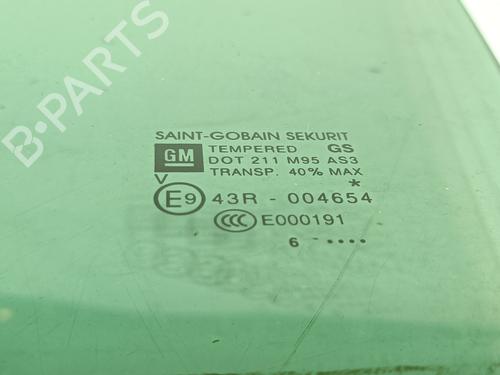 B-PARTS
SAINT-GOBAIN SEKURIT
GM TEMPERED GS
DOT 211 M95 AS3
TRANSP. 40% MAX
V
E9 43R - 004654
CCC E000191
6 ·····